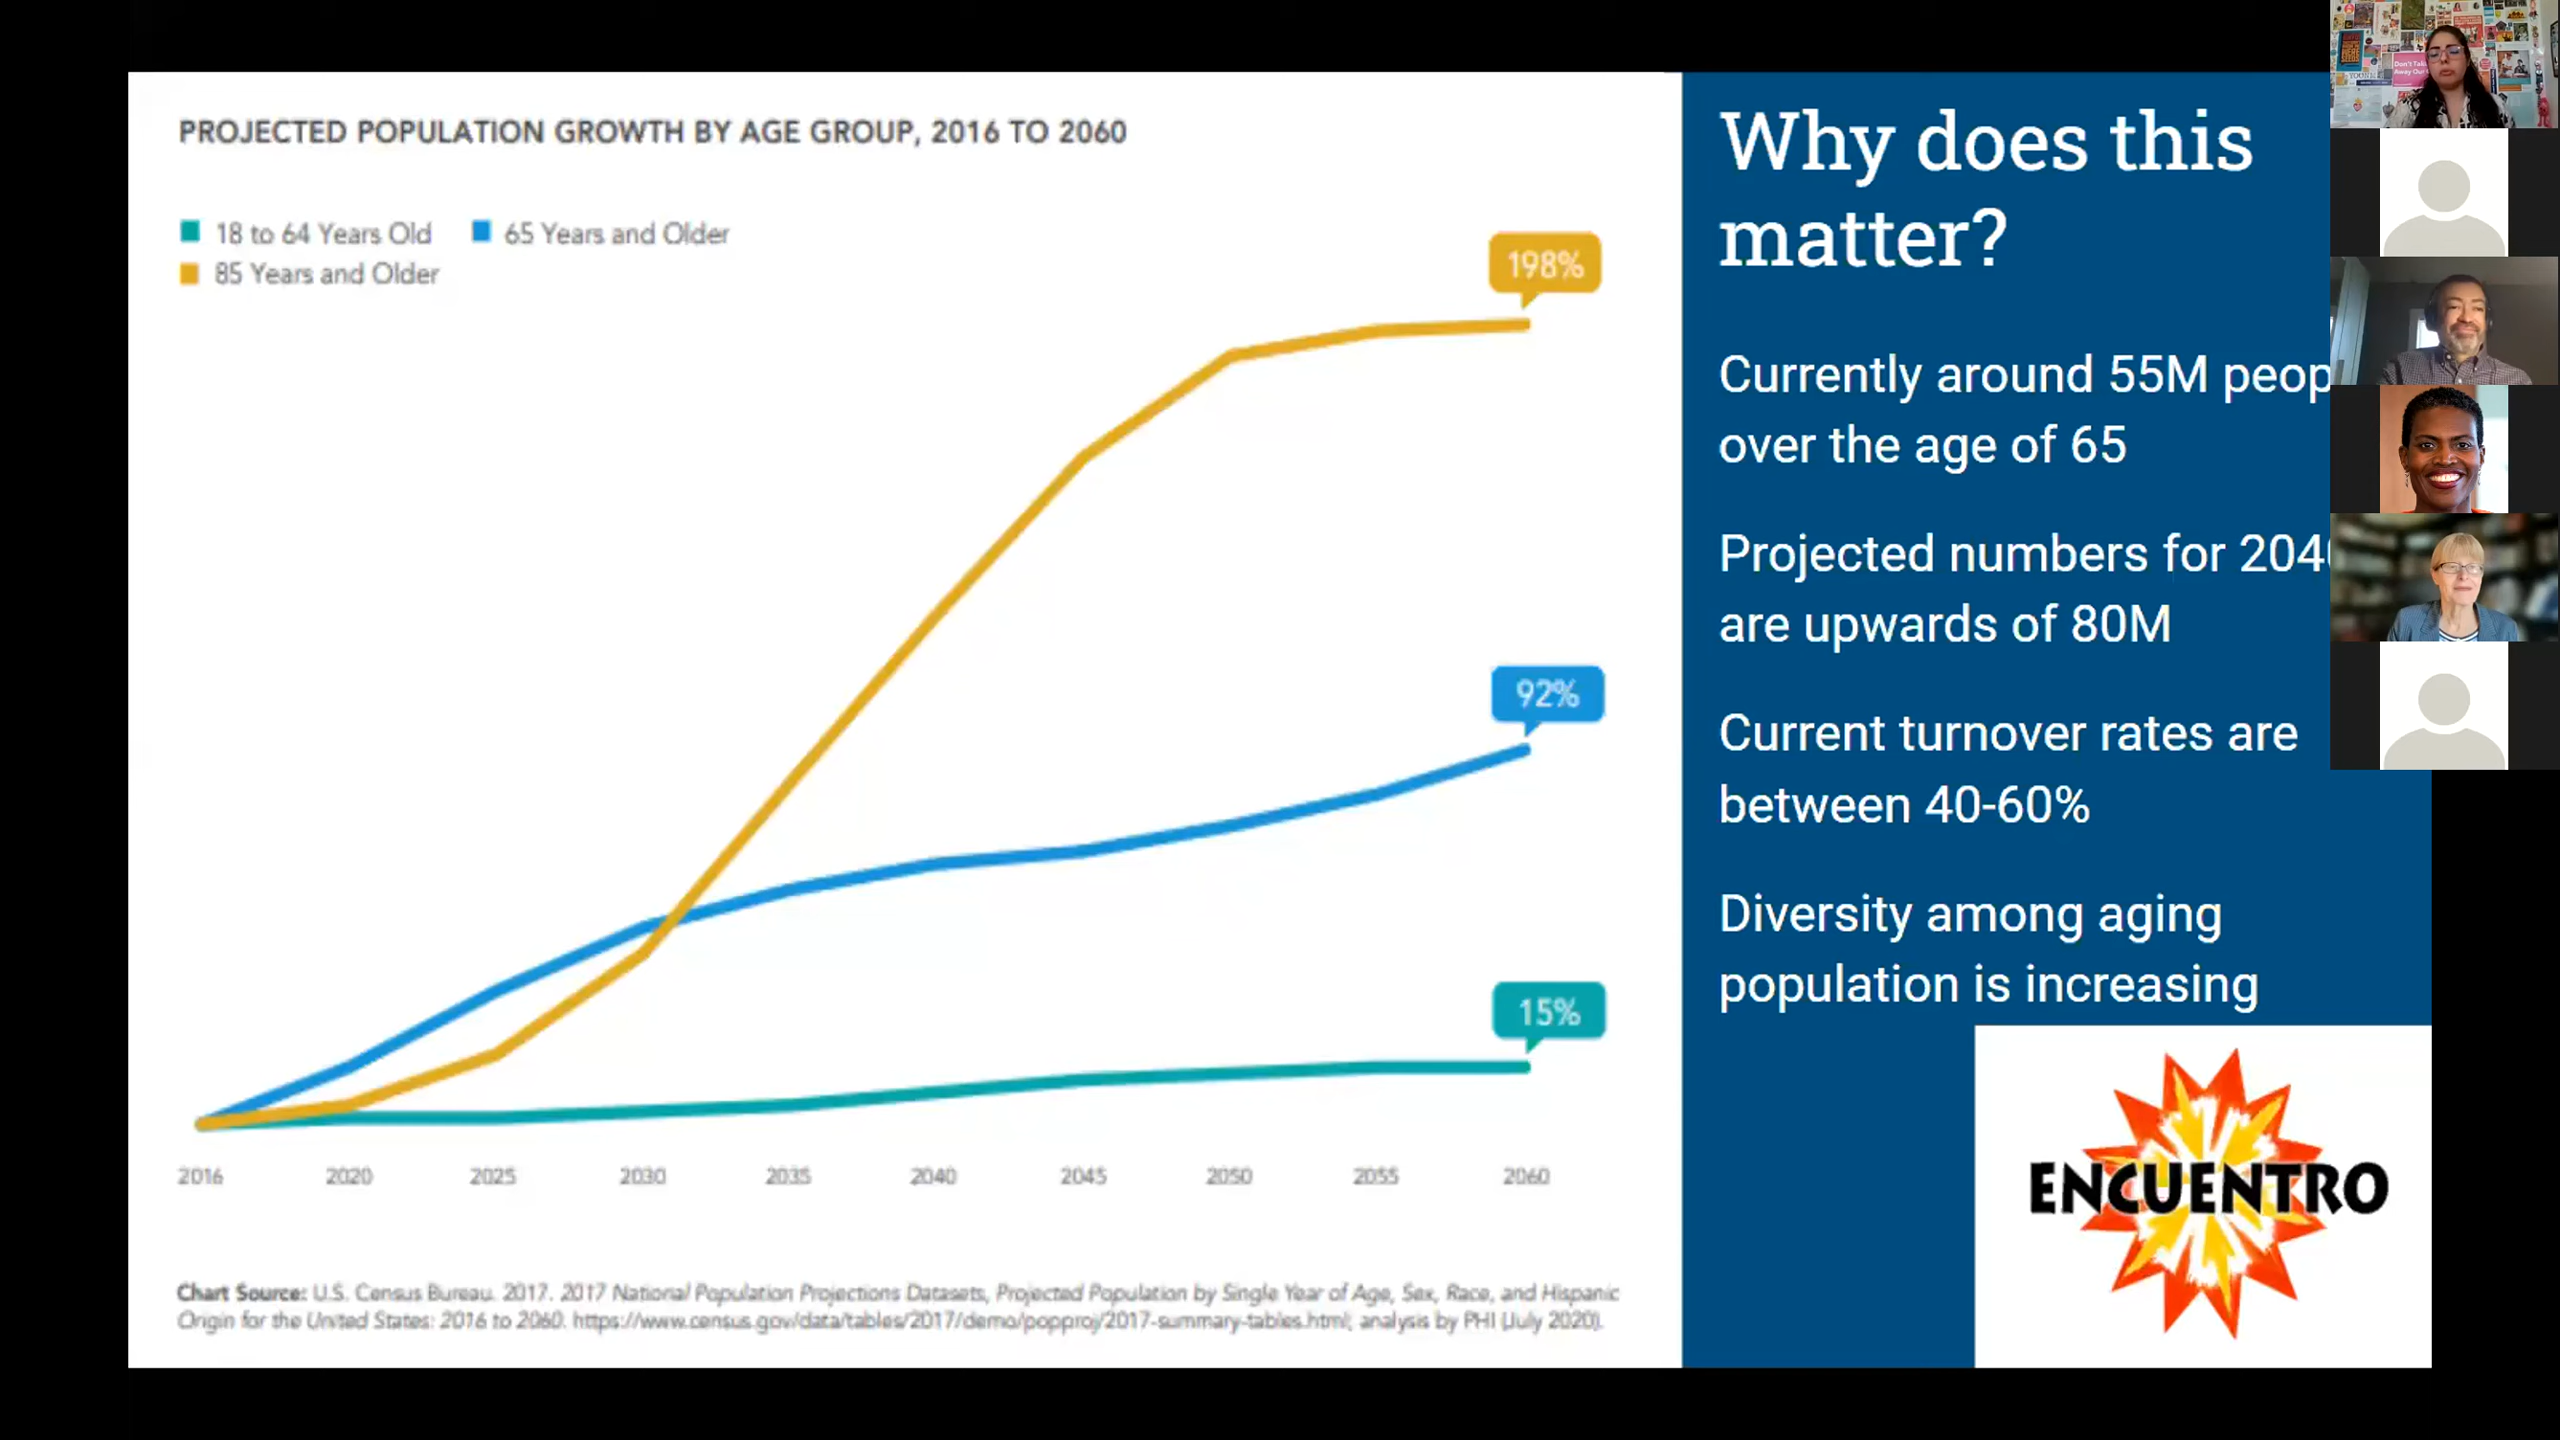 PROJECTED POPULATION GROWTH BY AGE GROUP, 2016 TO 2060
18 to 64 Years Old
65 Years and Older
85 Years and Older
198%
92%
15%
2016 2020 2025 2030 2035 2040 2045 2050 2055 2060
Chart Source: U.S. Census Bureau. 2017. 2017 National Population Projections Datasets, Projected Population by Single Year of Age, Sex, Race, and Hispanic
Origin for the United States: 2016 to 2060. https://www.census.gov/data/tables/2017/demo/popproj/2017-summary-tables.html; analysis by PHI (July 2020).
Why does this
matter?
Currently around 55M peop
over the age of 65
Projected numbers for 204
are upwards of 80M
Current turnover rates are
between 40-60%
Diversity among aging
population is increasing
ENCUENTRO